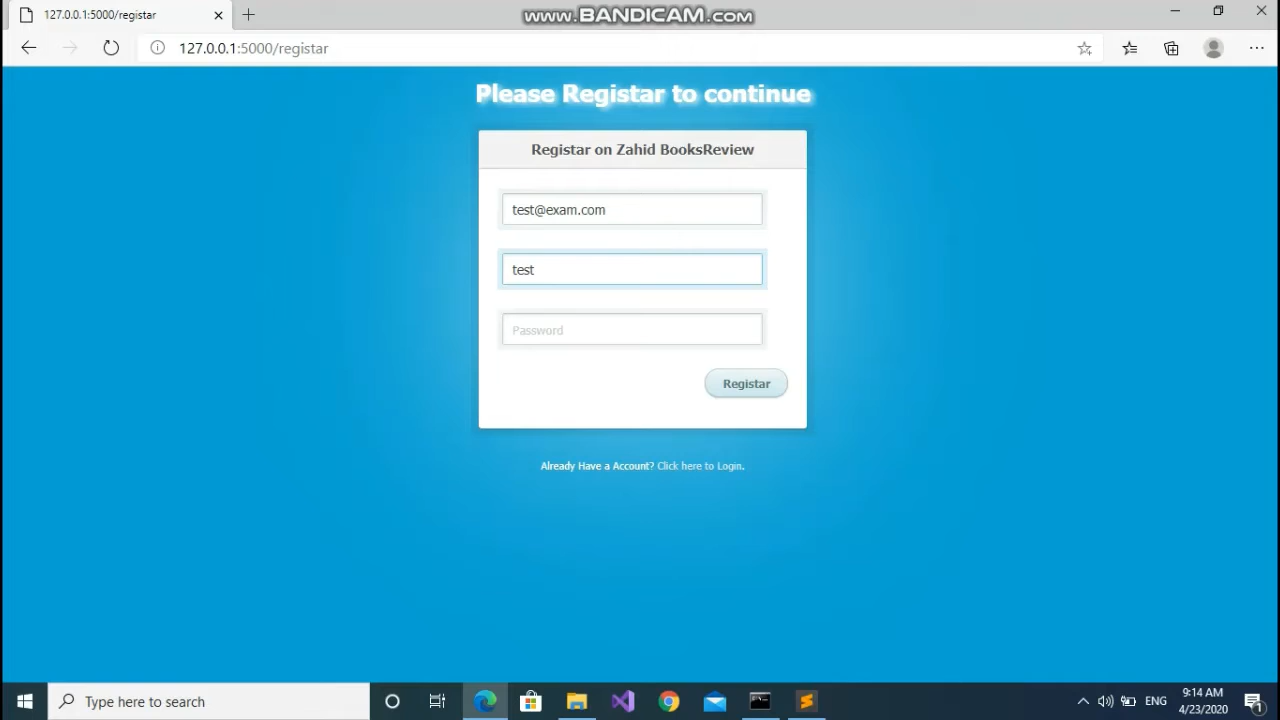 127.0.0.1:5000/registar
www.BANDICAM.com
127.0.0.1:5000/registar
Please Registar to continue
Registar on Zahid BooksReview
test@exam.com
test
Password
Registar
Already Have a Account? Click here to Login.
Type here to search
ENG
9:14 AM
4/23/2020
1